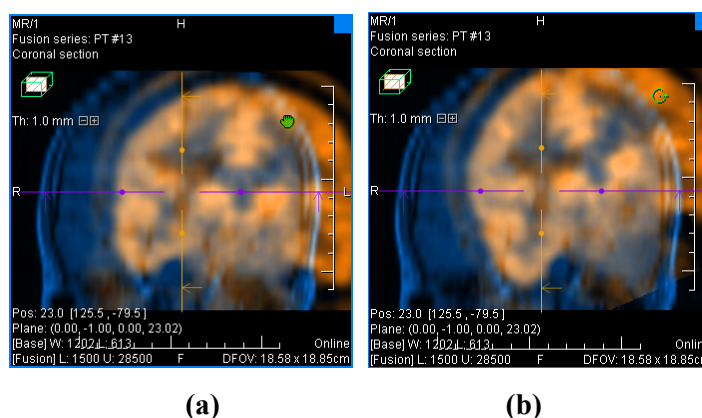 MR/1
H
Fusion series: PT #13
Coronal section
Th: 1.0 mm
R
L
Pos: 23.0 [125.5 , -79.5]
Plane: (0.00, -1.00, 0.00, 23.02)
[Base] W: 1202 L: 613
Online
[Fusion] L: 1500 U: 28500
F
DFOV: 18.58 x 18.85cm
(a)
MR/1
H
Fusion series: PT #13
Coronal section
Th: 1.0 mm
R
Pos: 23.0 [125.5 , -79.5]
Plane: (0.00, -1.00, 0.00, 23.02)
[Base] W: 1202 L: 613
Online
[Fusion] L: 1500 U: 28500
F
DFOV: 18.58 x 18.85c
(b)